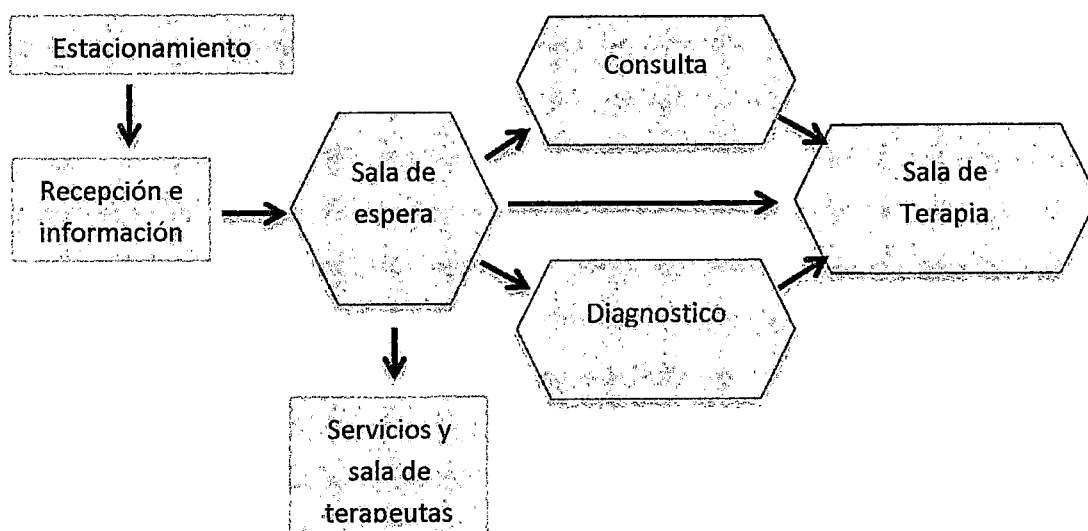 Estacionamiento
Recepción e
información
Sala de
espera
Consulta
Sala de
Terapia
Diagnostico
Servicios y
sala de
terapeutas